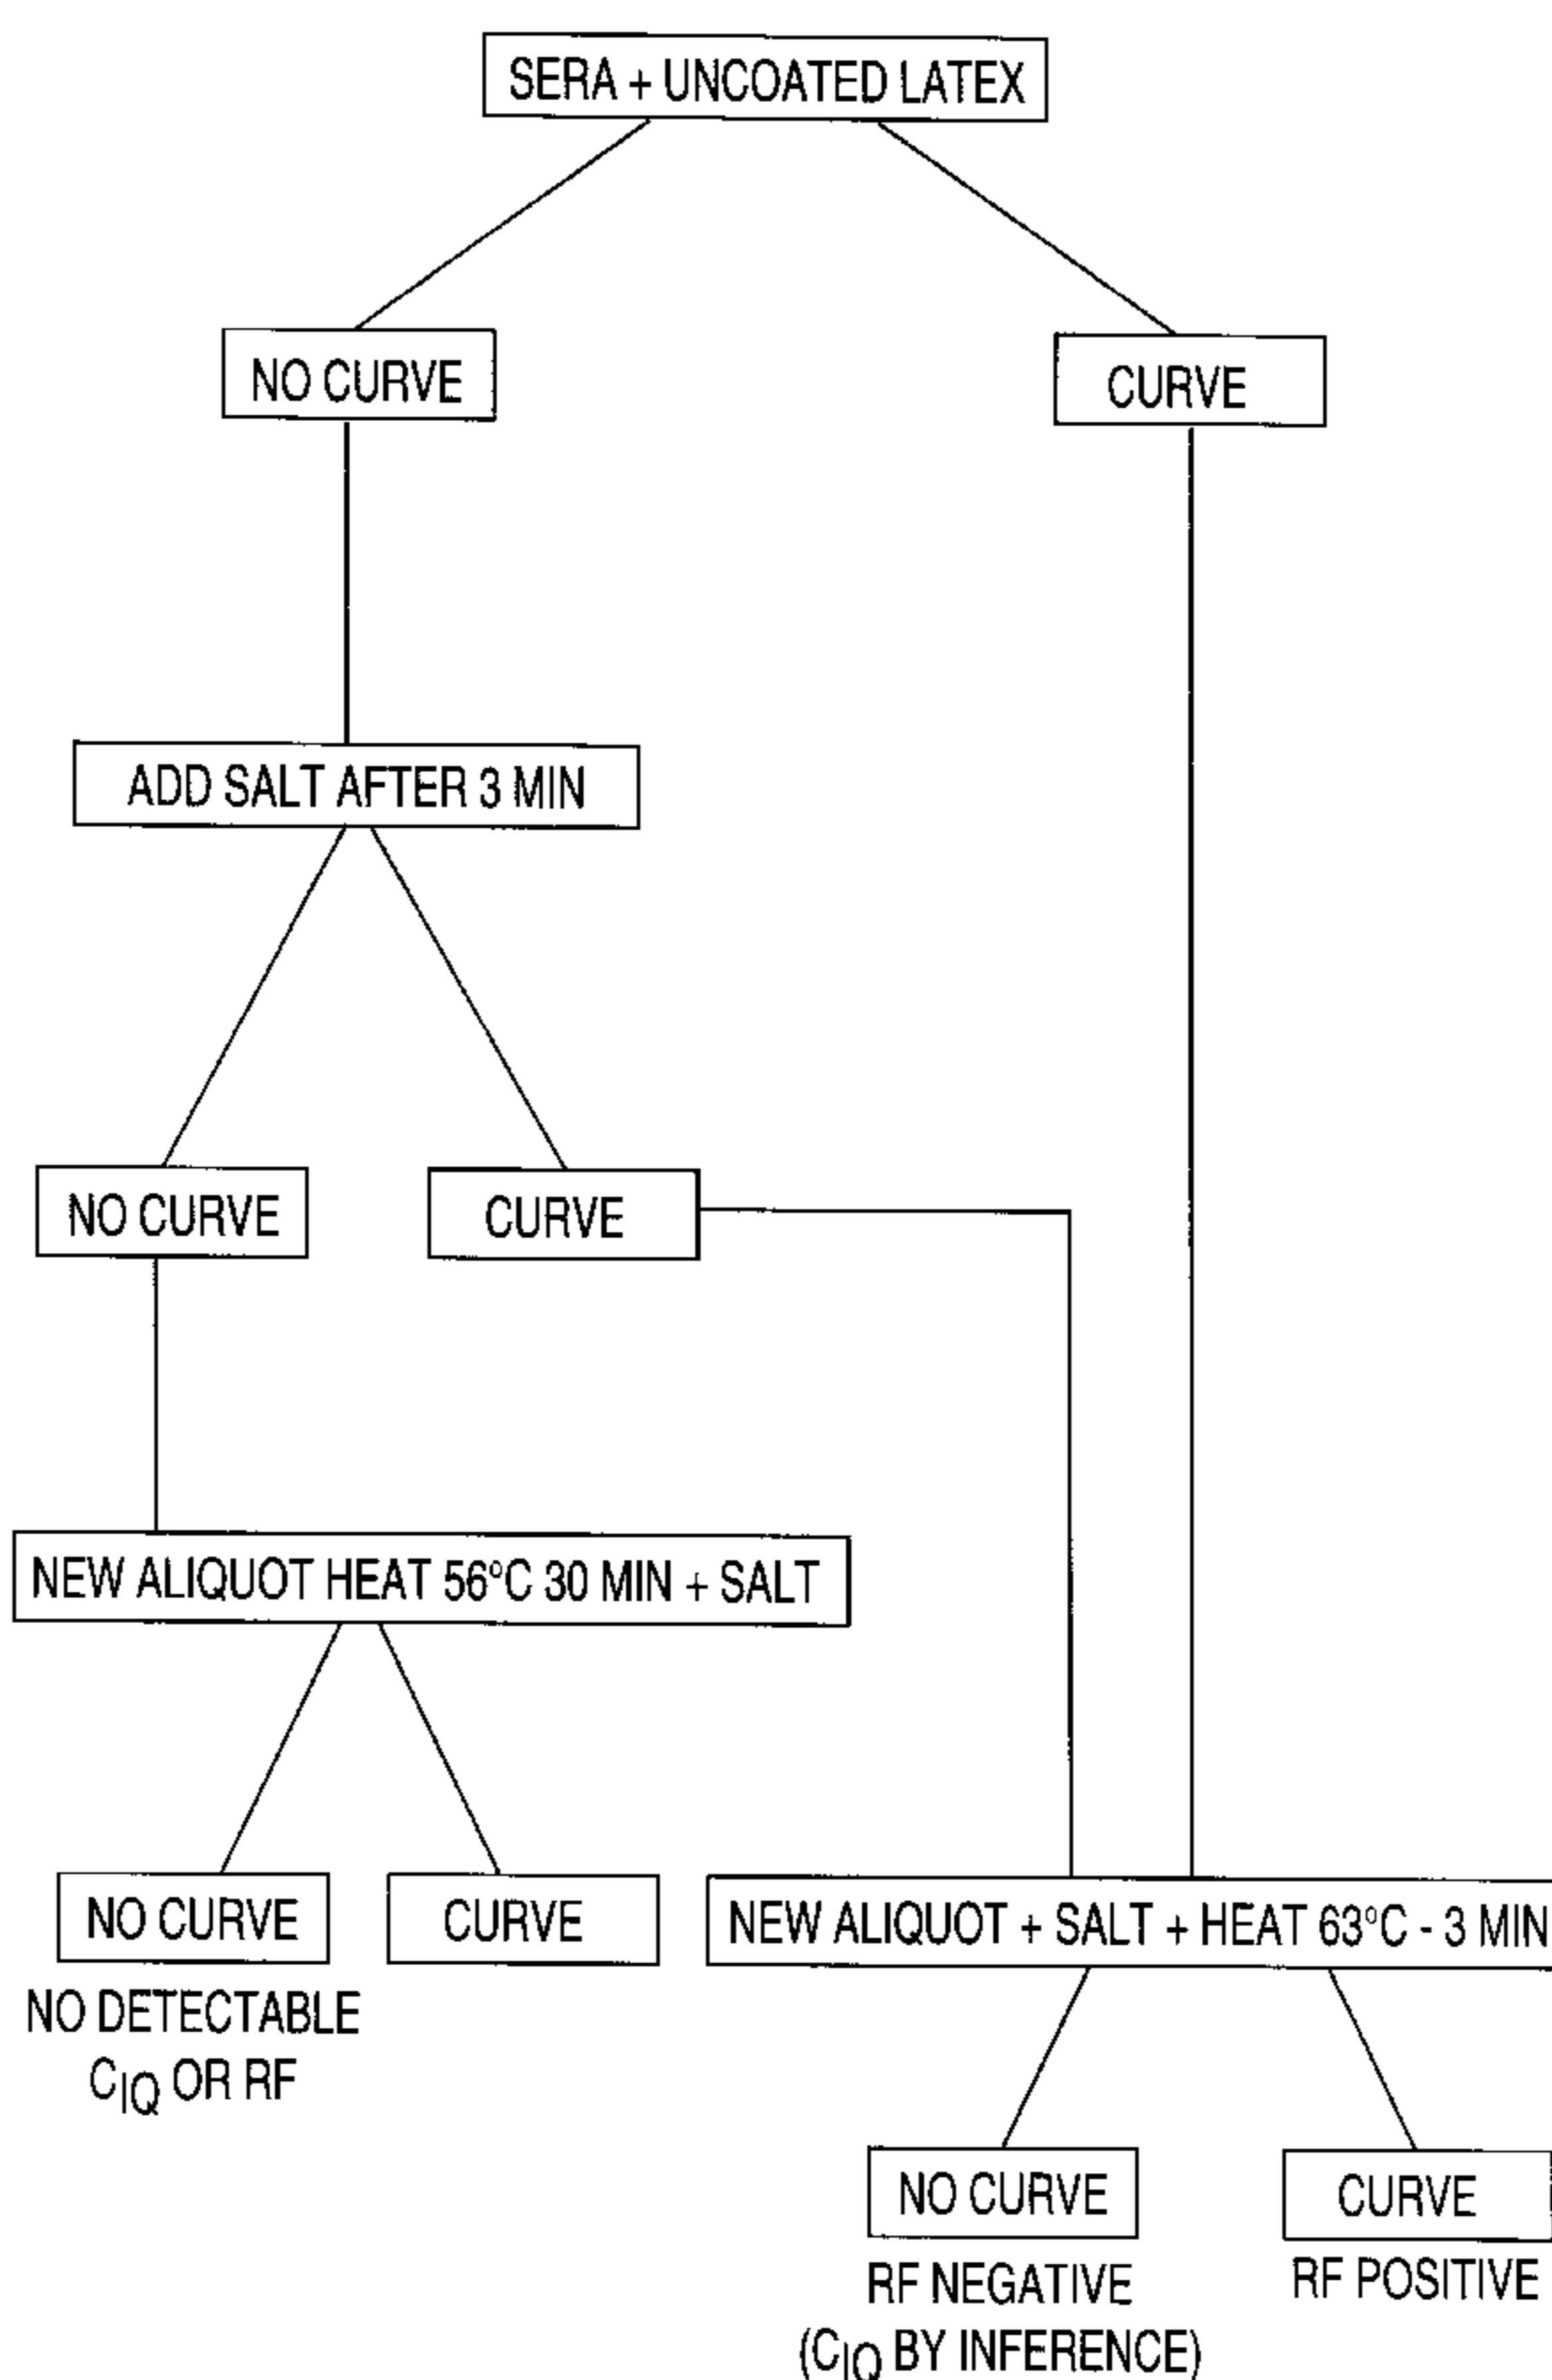 SERA + UNCOATED LATEX
NO CURVE
CURVE
ADD SALT AFTER 3 MIN
NO CURVE
CURVE
NEW ALIQUOT HEAT 56°C 30 MIN + SALT
NO CURVE
CURVE
NEW ALIQUOT + SALT + HEAT 63°C - 3 MIN
NO DETECTABLE
CIQ OR RF
NO CURVE
CURVE
RF NEGATIVE
(CIQ BY INFERENCE)
RF POSITIVE